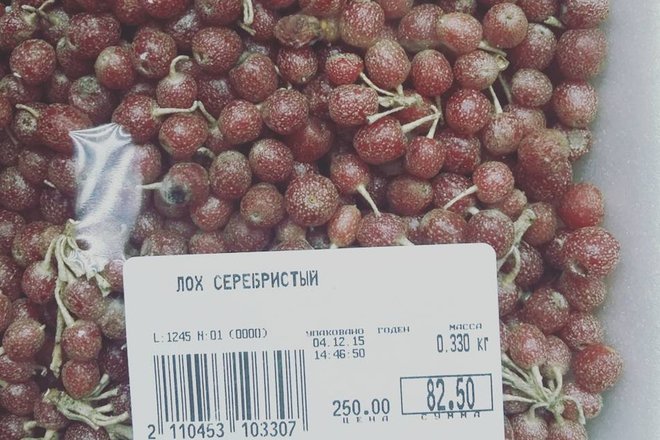 ЛОХ СЕРЕБРИСТЫЙ
L:1245 N:01 (0000) УПАКОВАНО ГОДЕН МАССА
04.12.15 0.330 кг
14:46:50
250.00 82.50
ЦЕНА СУММА
2 110453 103307